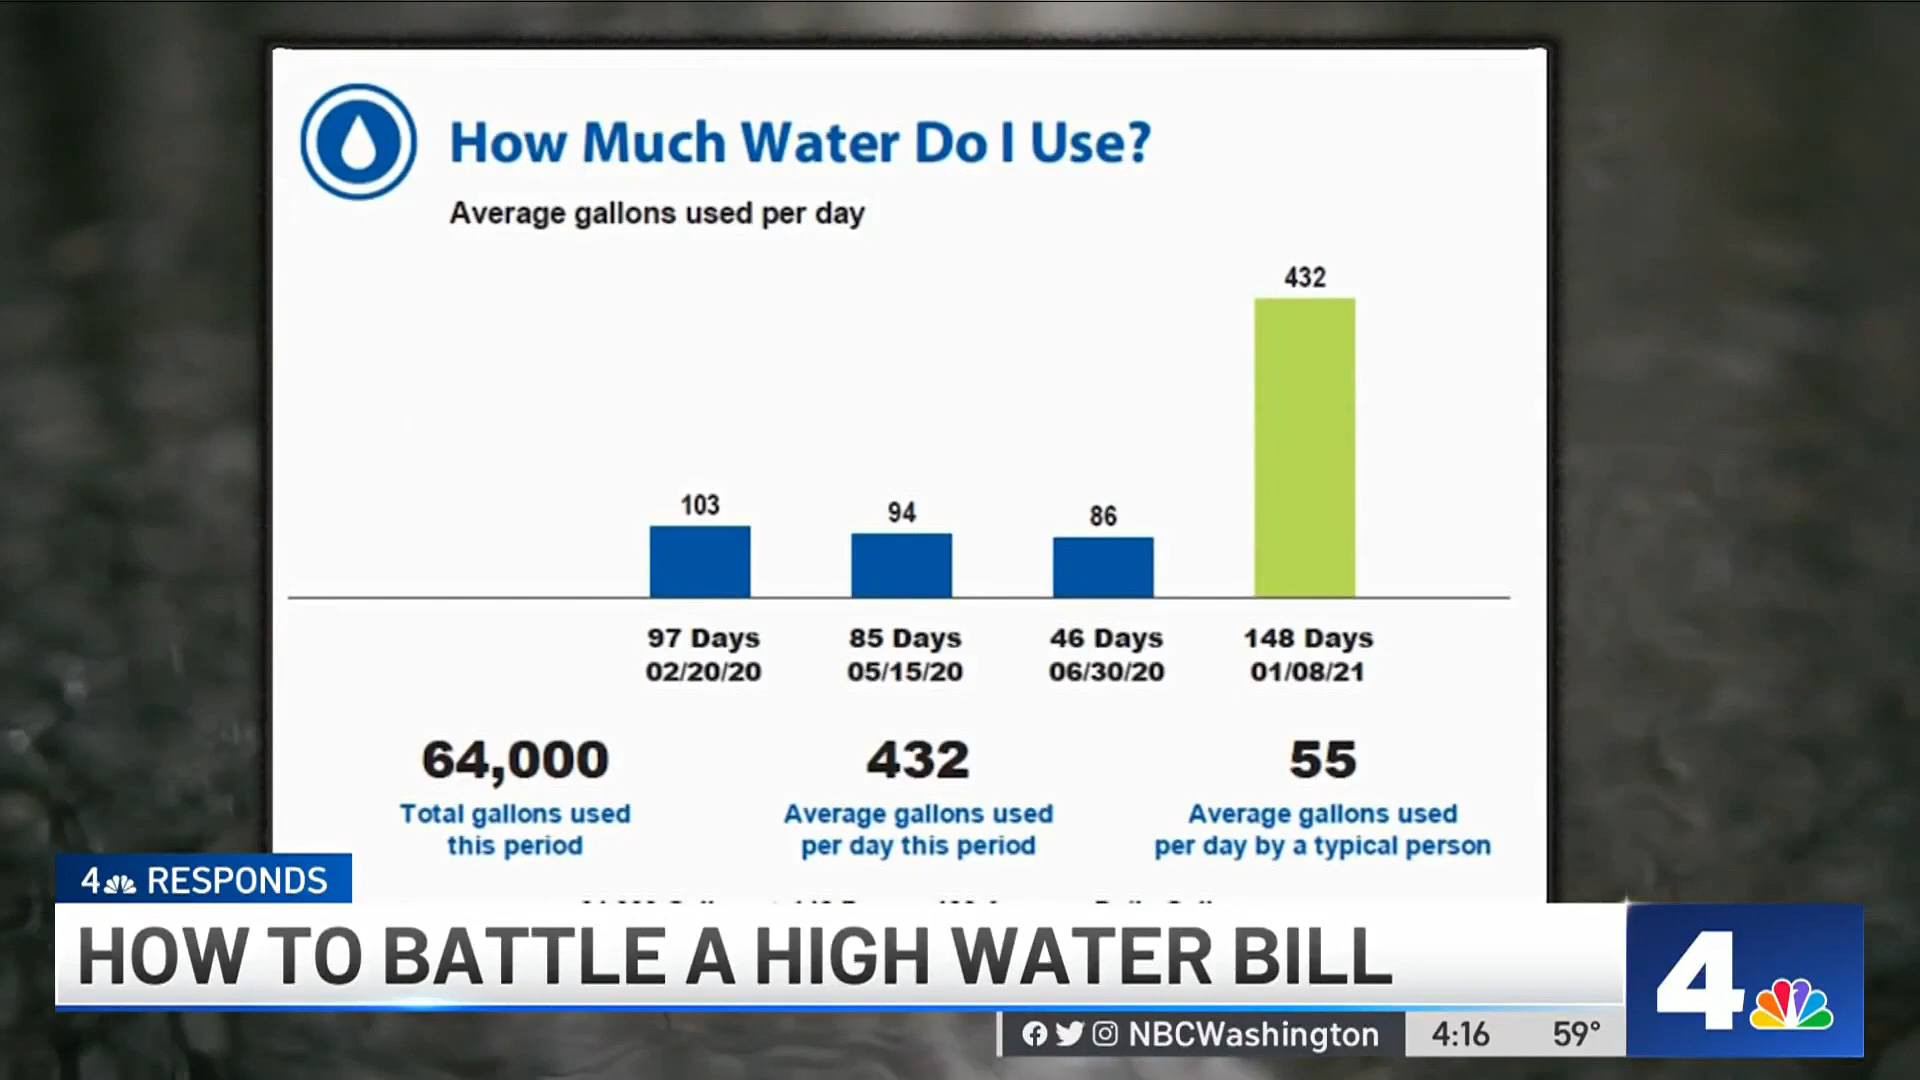 How Much Water Do I Use?
Average gallons used per day
432
103
94
86
97 Days
02/20/20
85 Days
05/15/20
46 Days
06/30/20
148 Days
01/08/21
64,000
Total gallons used
this period
432
Average gallons used
per day this period
55
Average gallons used
per day by a typical person
4 RESPONDS
HOW TO BATTLE A HIGH WATER BILL
4
NBCWashington
4:16
59°